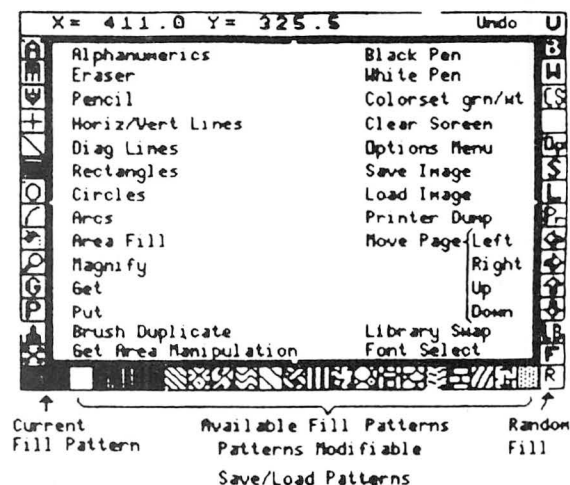 X= 411.0 Y= 325.5 Undo U
A Alphanumerics Black Pen B
Eraser White Pen W
Pencil Colorset grn/wt CS
Horiz/Vert Lines Clear Soreen
Diag Lines Options Menu Op
Rectangles Save Image S
Circles Load Image L
Arcs Printer Dump Pr
Area Fill Move Page Left
Magnify Right
G Get Up
P Put Down
Brush Duplicate Library Swap LB
Get Area Manipulation Font Select F
R
Current Available Fill Patterns Random
Fill Pattern Patterns Modifiable Fill
Save/Load Patterns